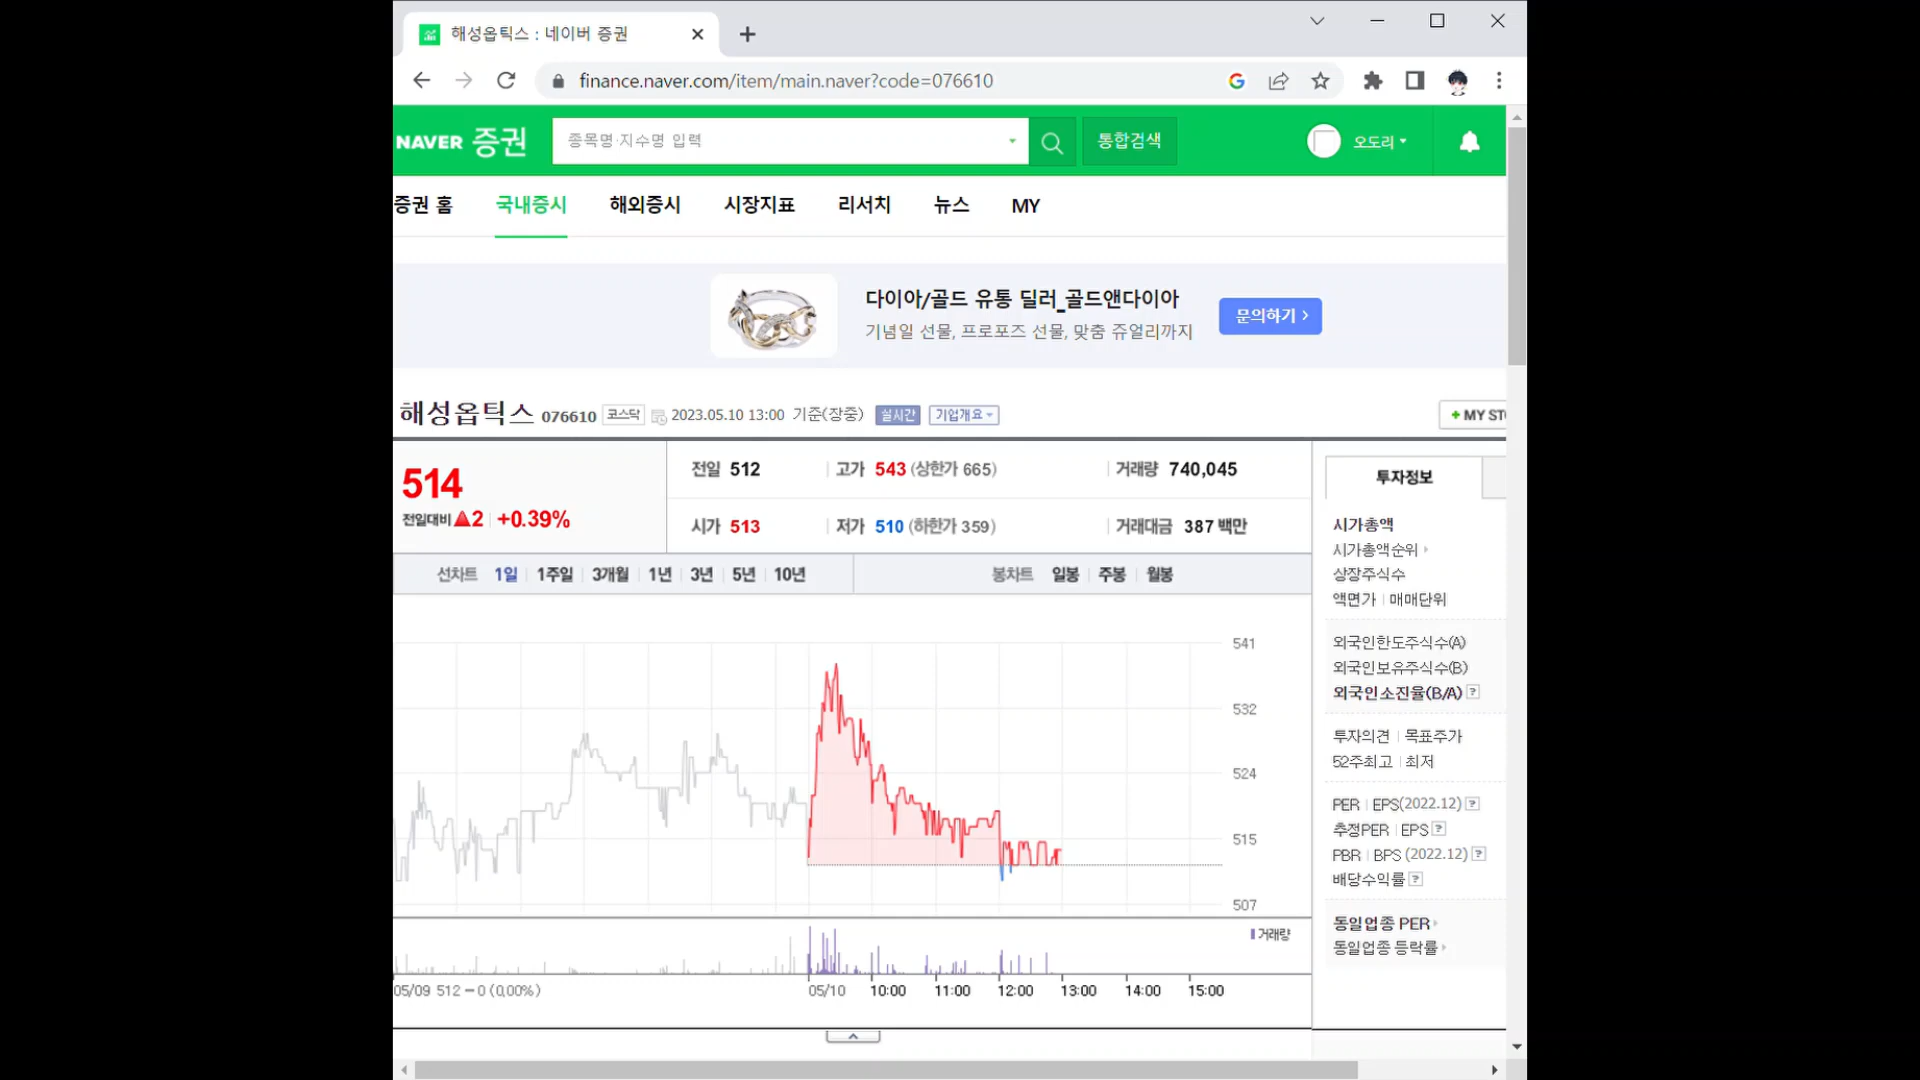 해성옵틱스 : 네이버 증권
finance.naver.com/item/main.naver?code=076610
NAVER 증권
종목명·지수명 입력
통합검색
오도리
증권 홈 국내증시 해외증시 시장지표 리서치 뉴스 MY
다이아/골드 유통 딜러_골드앤다이아
기념일 선물, 프로포즈 선물, 맞춤 쥬얼리까지
문의하기 >
해성옵틱스 076610 코스닥 2023.05.10 13:00 기준(장중) 실시간 기업개요
+ MY ST
514
전일대비 ▲2 | +0.39%
전일 512 | 고가 543 (상한가 665) | 거래량 740,045
시가 513 | 저가 510 (하한가 359) | 거래대금 387 백만
선차트 1일 1주일 3개월 1년 3년 5년 10년
봉차트 일봉 주봉 월봉
541
532
524
515
507
거래량
05/09 512 − 0 (0.00%)
05/10 10:00 11:00 12:00 13:00 14:00 15:00
투자정보
시가총액
시가총액순위
상장주식수
액면가 | 매매단위
외국인한도주식수(A)
외국인보유주식수(B)
외국인소진율(B/A) ?
투자의견 | 목표주가
52주최고 | 최저
PER | EPS(2022.12) ?
추정PER | EPS ?
PBR | BPS (2022.12) ?
배당수익률 ?
동일업종 PER
동일업종 등락률